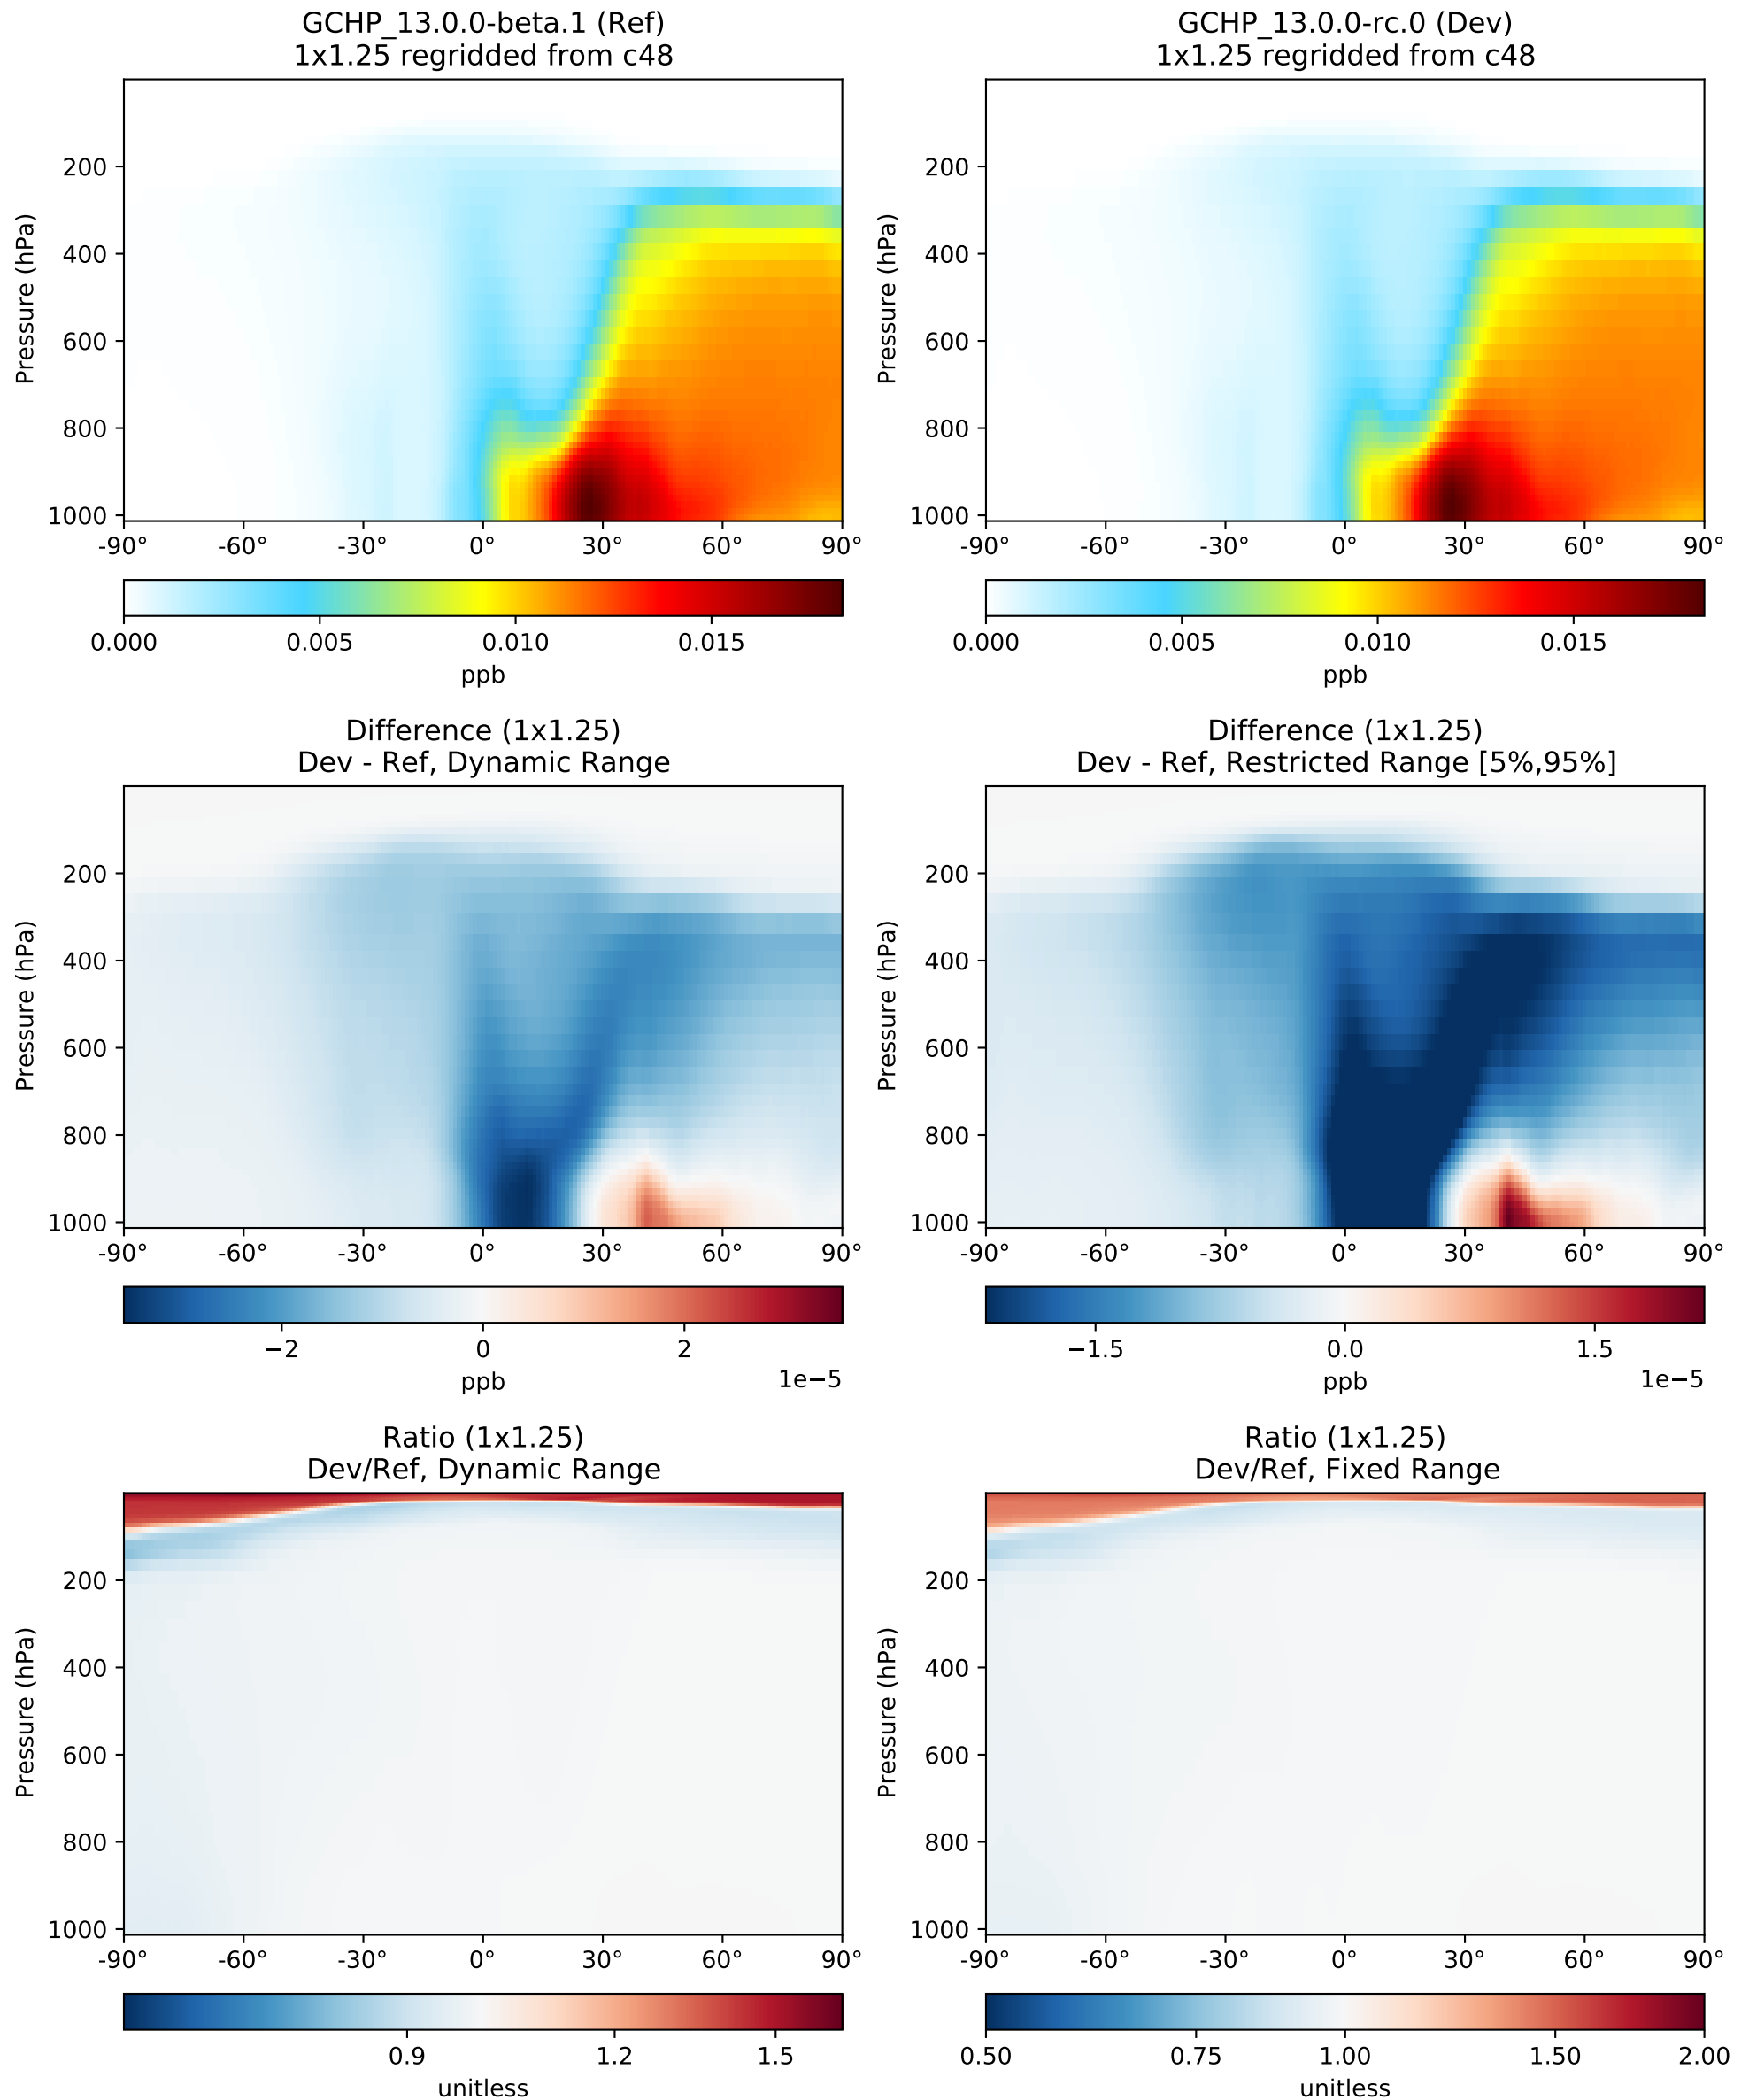 GCHP_13.0.0-beta.1 (Ref)
1x1.25 regridded from c48
Pressure (hPa)
200
400
600
800
1000
-90° -60° -30° 0° 30° 60° 90°
0.000 0.005 0.010 0.015
ppb
GCHP_13.0.0-rc.0 (Dev)
1x1.25 regridded from c48
Pressure (hPa)
200
400
600
800
1000
-90° -60° -30° 0° 30° 60° 90°
0.000 0.005 0.010 0.015
ppb
Difference (1x1.25)
Dev - Ref, Dynamic Range
Pressure (hPa)
200
400
600
800
1000
-90° -60° -30° 0° 30° 60° 90°
−2 0 2
ppb 1e−5
Difference (1x1.25)
Dev - Ref, Restricted Range [5%,95%]
Pressure (hPa)
200
400
600
800
1000
-90° -60° -30° 0° 30° 60° 90°
−1.5 0.0 1.5
ppb 1e−5
Ratio (1x1.25)
Dev/Ref, Dynamic Range
Pressure (hPa)
200
400
600
800
1000
-90° -60° -30° 0° 30° 60° 90°
0.9 1.2 1.5
unitless
Ratio (1x1.25)
Dev/Ref, Fixed Range
Pressure (hPa)
200
400
600
800
1000
-90° -60° -30° 0° 30° 60° 90°
0.50 0.75 1.00 1.50 2.00
unitless